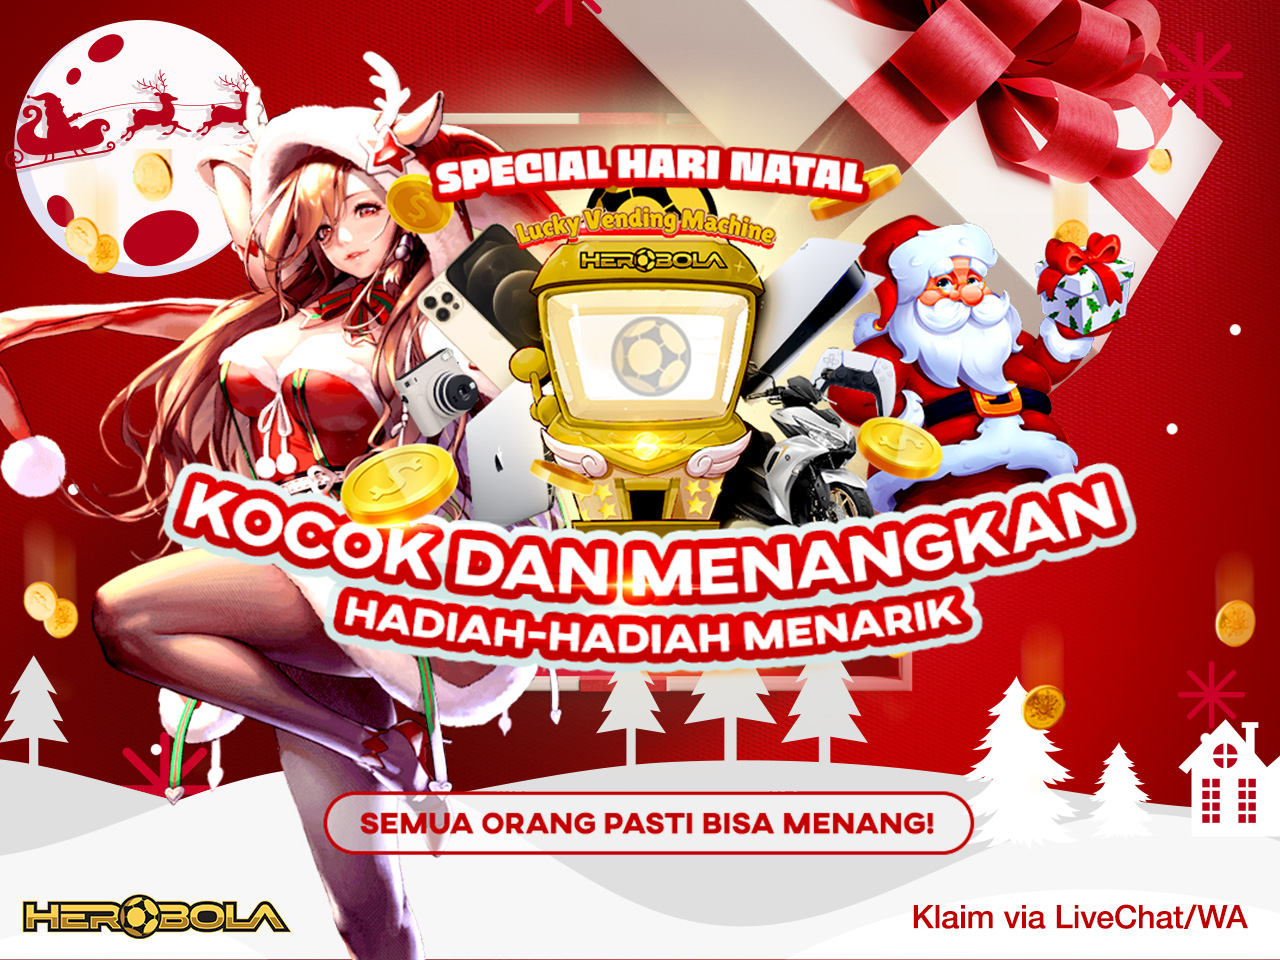 SPECIAL HARI NATAL
Lucky Vending Machine
HEROBOLA
KOCOK DAN MENANGKAN
HADIAH-HADIAH MENARIK
SEMUA ORANG PASTI BISA MENANG!
HEROBOLA
Klaim via LiveChat/WA